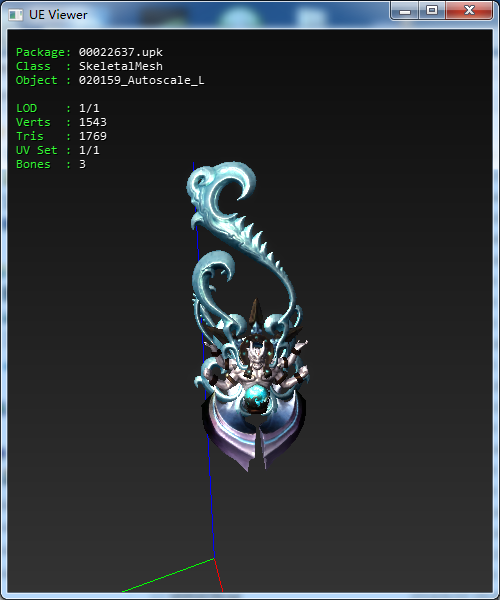 UE Viewer
Package: 00022637.upk
Class  : SkeletalMesh
Object : 020159_Autoscale_L
LOD    : 1/1
Verts  : 1543
Tris   : 1769
UV Set : 1/1
Bones  : 3